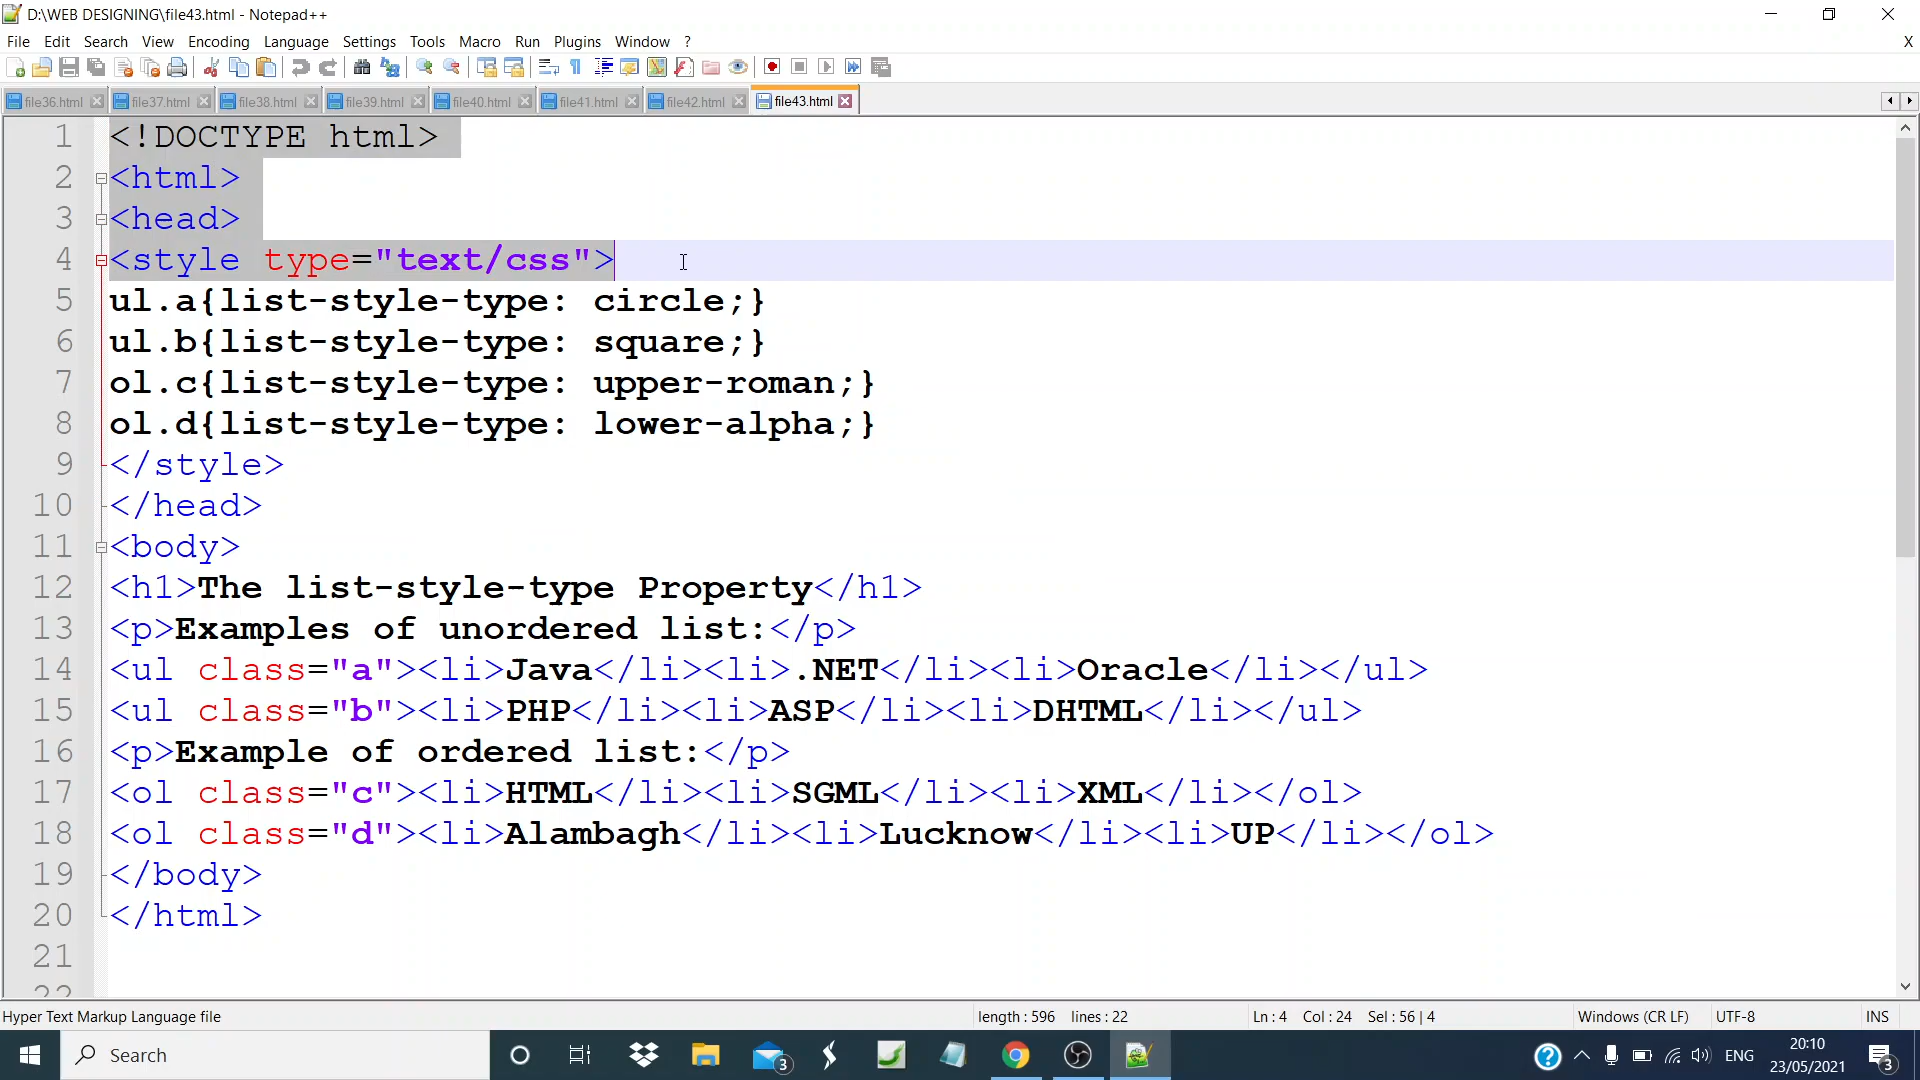 D:\WEB DESIGNING\file43.html - Notepad++
File Edit Search View Encoding Language Settings Tools Macro Run Plugins Window ? X
file36.html file37.html file38.html file39.html file40.html file41.html file42.html file43.html
1 <!DOCTYPE html>
2 <html>
3 <head>
4 <style type="text/css">
5 ul.a{list-style-type: circle;}
6 ul.b{list-style-type: square;}
7 ol.c{list-style-type: upper-roman;}
8 ol.d{list-style-type: lower-alpha;}
9 </style>
10 </head>
11 <body>
12 <h1>The list-style-type Property</h1>
13 <p>Examples of unordered list:</p>
14 <ul class="a"><li>Java</li><li>.NET</li><li>Oracle</li></ul>
15 <ul class="b"><li>PHP</li><li>ASP</li><li>DHTML</li></ul>
16 <p>Example of ordered list:</p>
17 <ol class="c"><li>HTML</li><li>SGML</li><li>XML</li></ol>
18 <ol class="d"><li>Alambagh</li><li>Lucknow</li><li>UP</li></ol>
19 </body>
20 </html>
21
22
Hyper Text Markup Language file length : 596 lines : 22 Ln : 4 Col : 24 Sel : 56 | 4 Windows (CR LF) UTF-8 INS
Search 3 ENG 20:10 3
23/05/2021